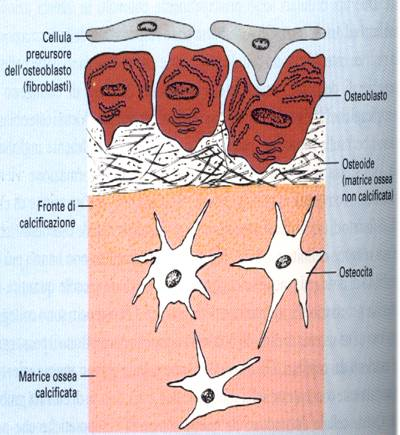 Cellula
precursore
dell'osteoblasto
(fibroblasti)
Osteoblasto
Osteoide
(matrice ossea
non calcificata)
Fronte di
calcificazione
Osteocita
Matrice ossea
calcificata